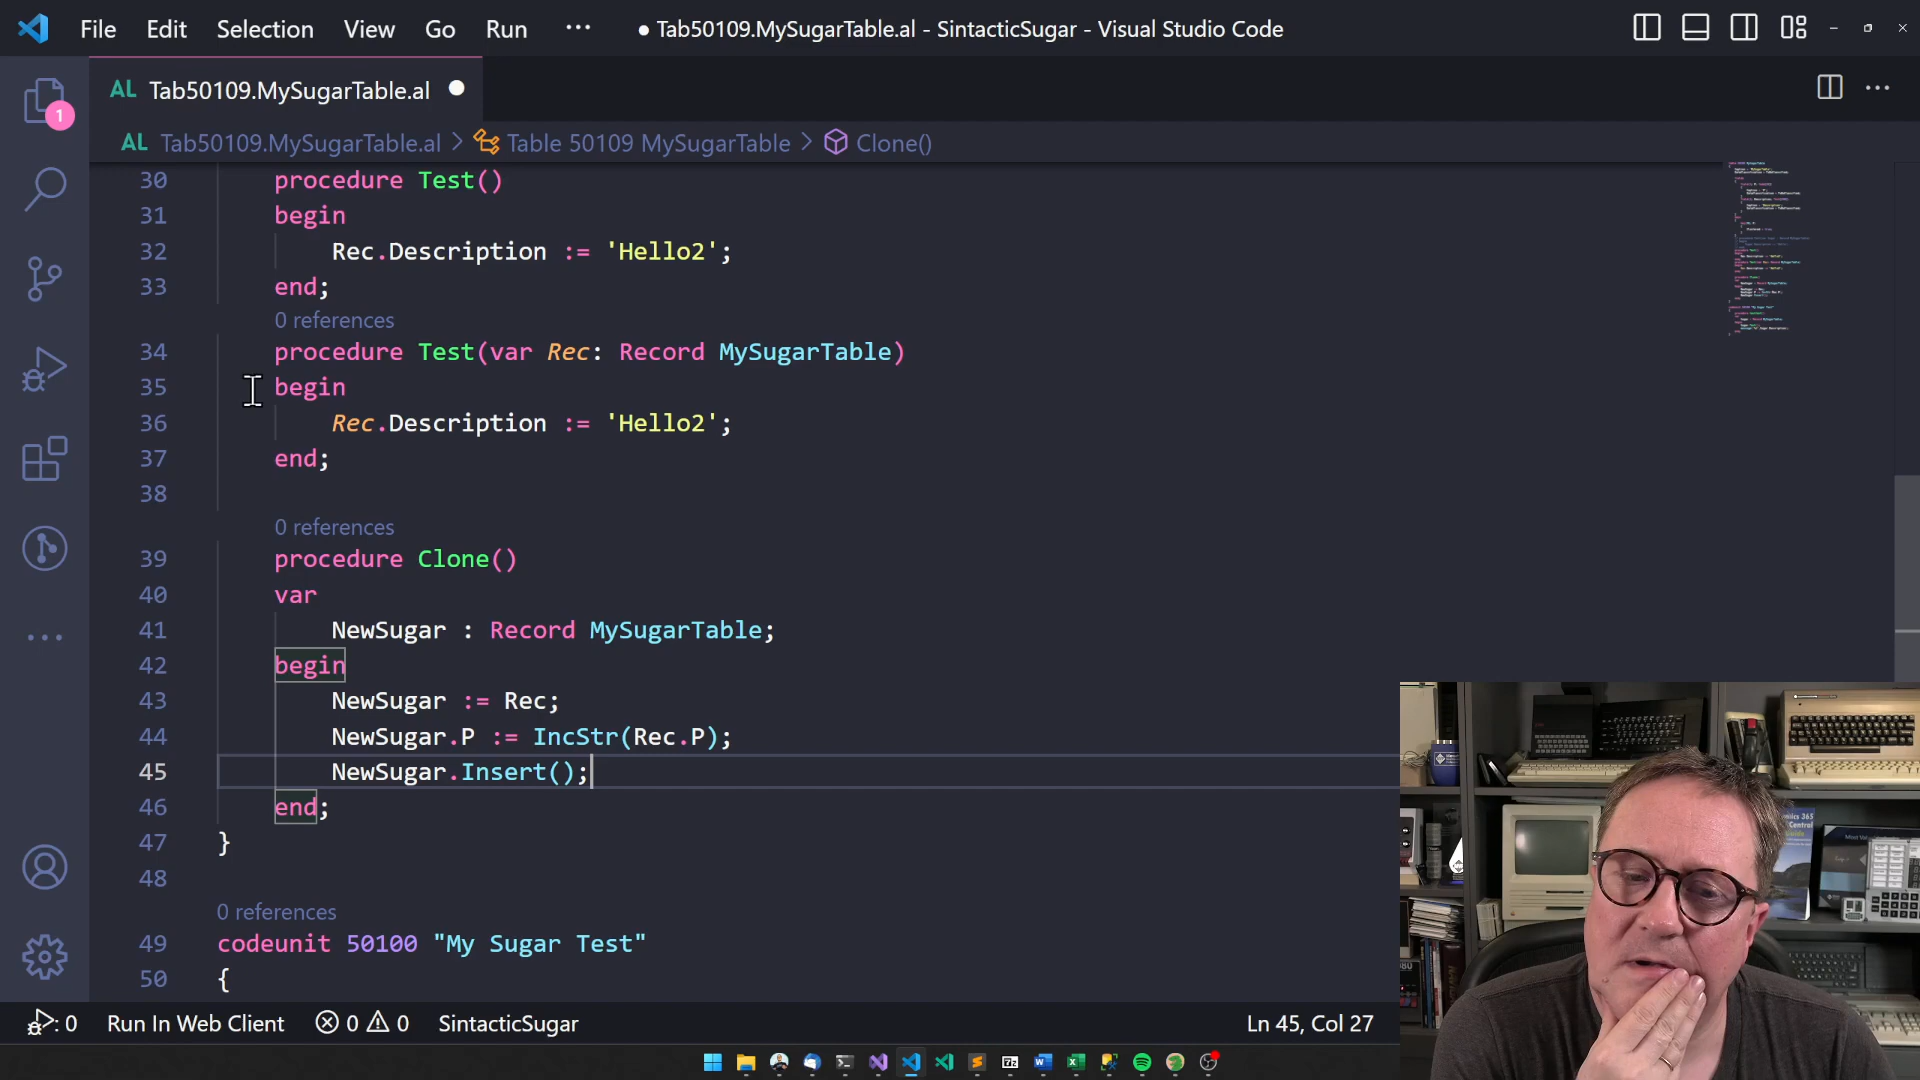 File Edit Selection View Go Run ··· ● Tab50109.MySugarTable.al - SintacticSugar - Visual Studio Code
AL Tab50109.MySugarTable.al
AL Tab50109.MySugarTable.al > Table 50109 MySugarTable > Clone()
1
30 procedure Test()
31 begin
32 Rec.Description := 'Hello2';
33 end;
0 references
34 procedure Test(var Rec: Record MySugarTable)
35 begin
36 Rec.Description := 'Hello2';
37 end;
38
0 references
39 procedure Clone()
40 var
41 NewSugar : Record MySugarTable;
42 begin
43 NewSugar := Rec;
44 NewSugar.P := IncStr(Rec.P);
45 NewSugar.Insert();
46 end;
47 }
48
0 references
49 codeunit 50100 "My Sugar Test"
50 {
: 0 Run In Web Client 0 0 SintacticSugar Ln 45, Col 27